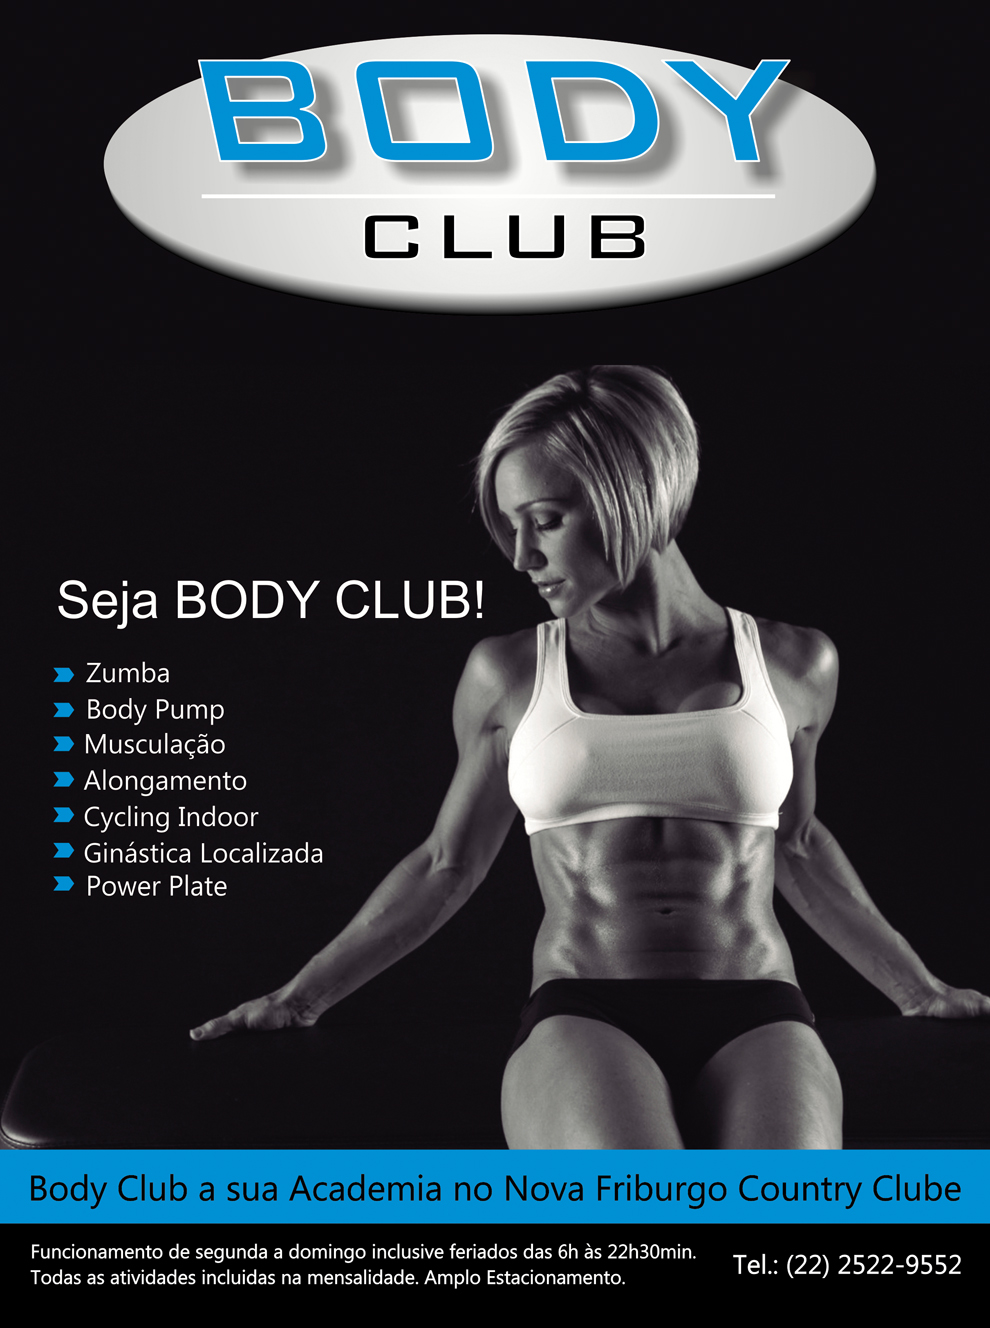 BODY
CLUB
Seja BODY CLUB!
Zumba
Body Pump
Musculação
Alongamento
Cycling Indoor
Ginástica Localizada
Power Plate
Body Club a sua Academia no Nova Friburgo Country Clube
Funcionamento de segunda a domingo inclusive feriados das 6h às 22h30min.
Todas as atividades incluidas na mensalidade. Amplo Estacionamento.
Tel.: (22) 2522-9552